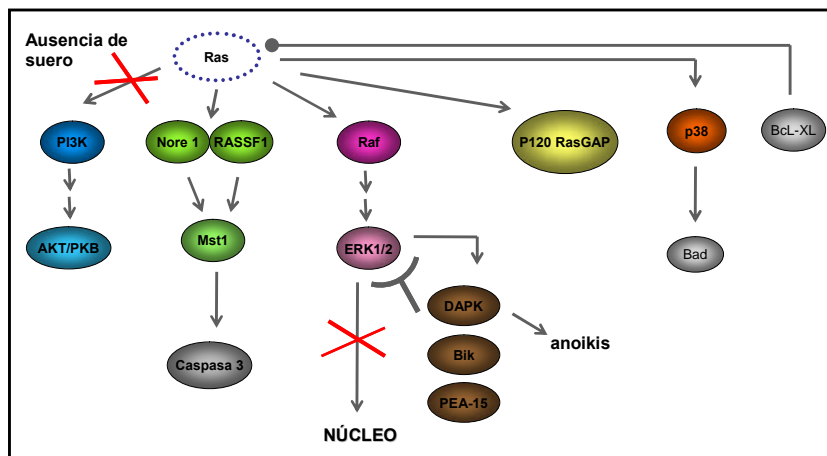 Ausencia de
suero
Ras
PI3K
Nore 1
RASSF1
Raf
P120 RasGAP
p38
BcL-XL
AKT/PKB
Mst1
ERK1/2
Bad
DAPK
anoikis
Caspasa 3
Bik
PEA-15
NÚCLEO